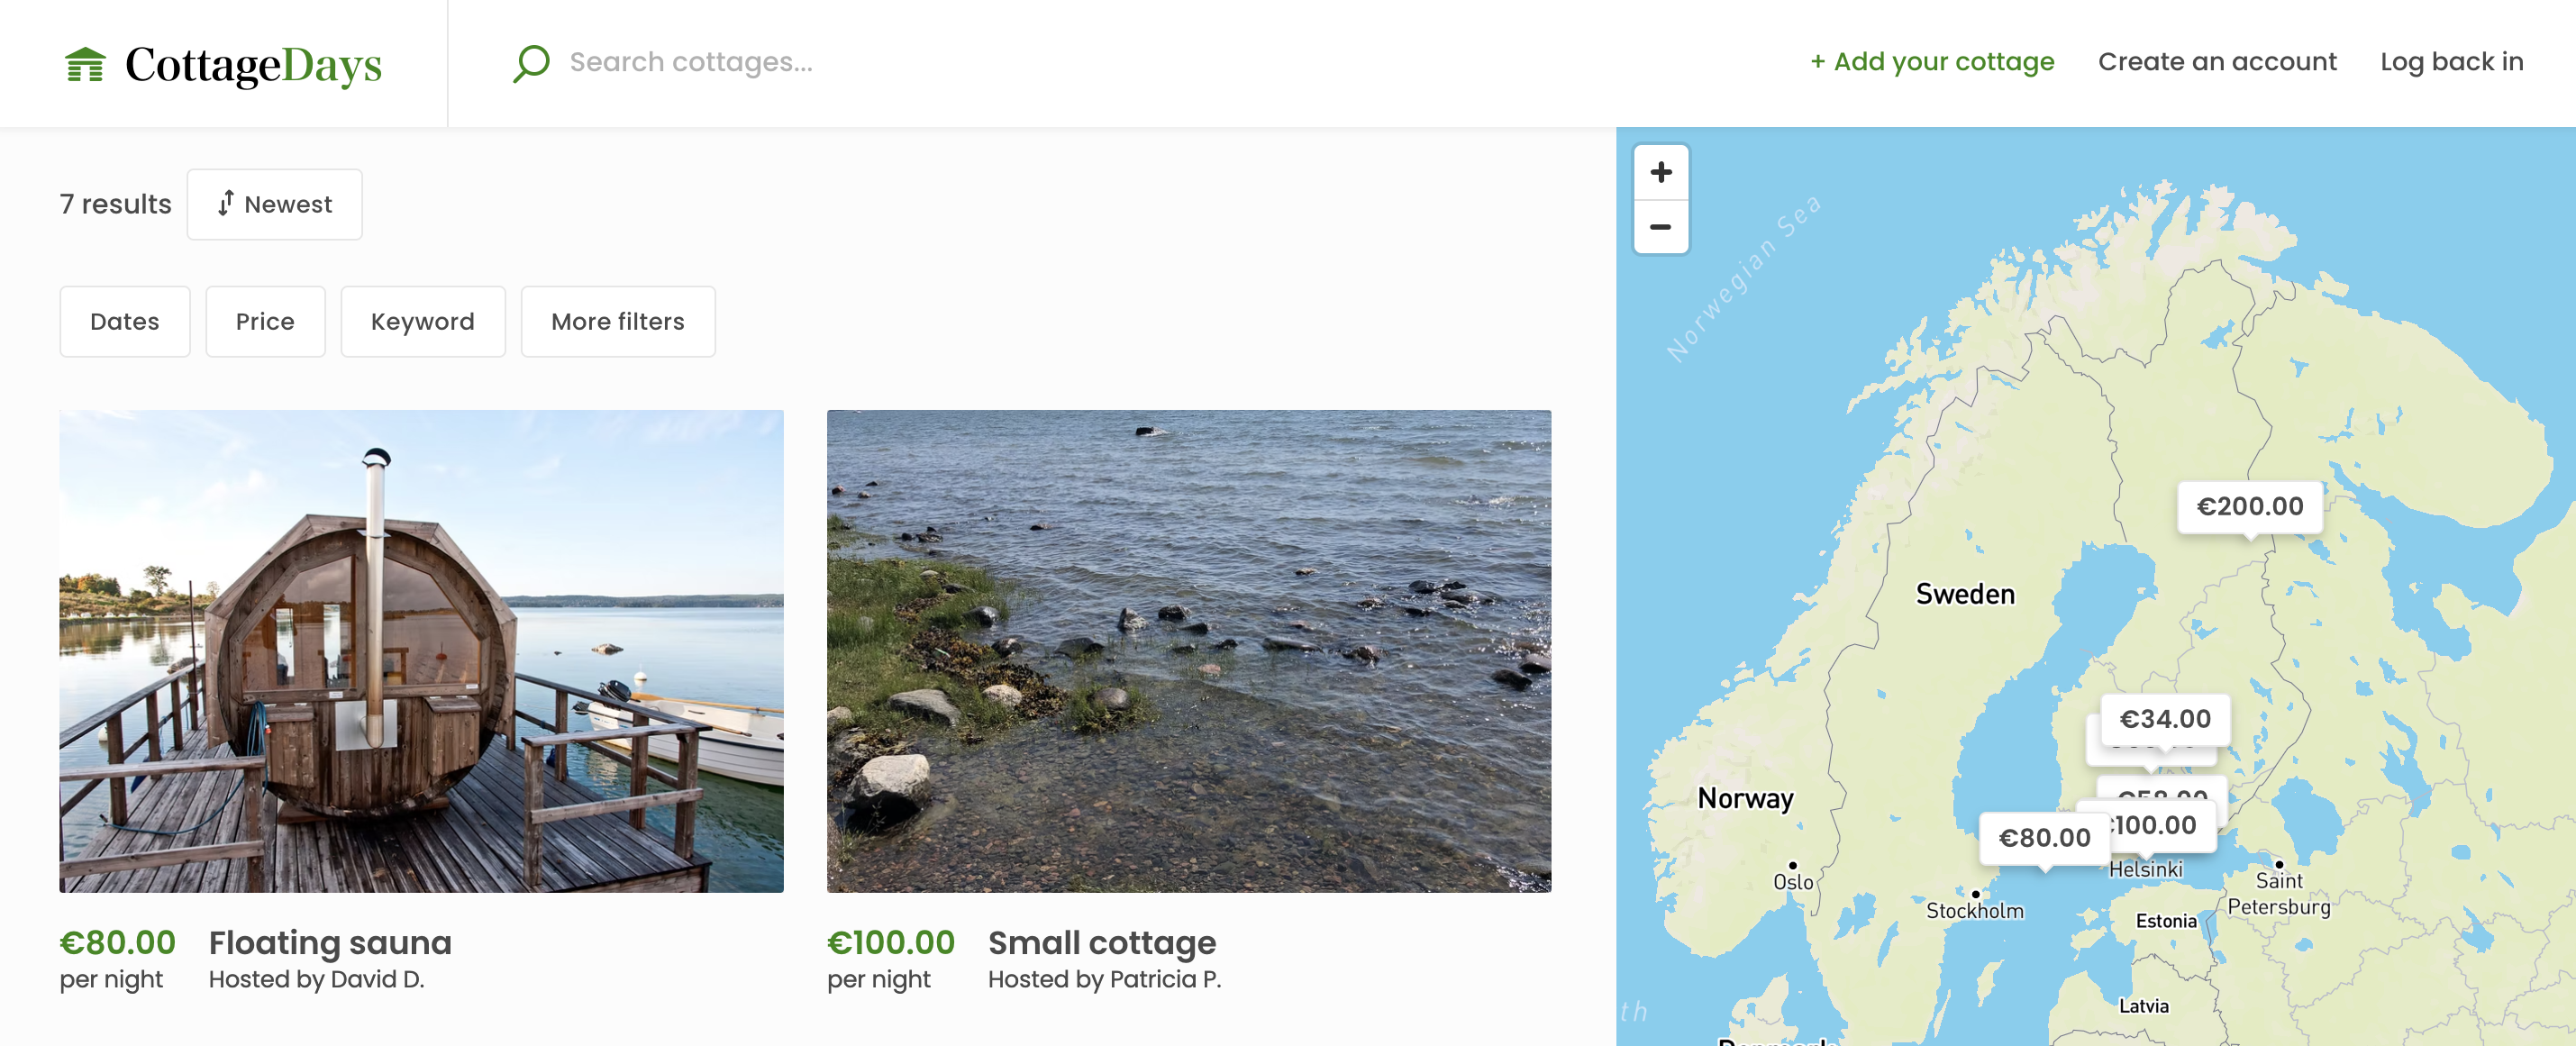 CottageDays
Search cottages...
+ Add your cottage
Create an account
Log back in
7 results
Newest
Dates
Price
Keyword
More filters
€80.00
per night
Floating sauna
Hosted by David D.
€100.00
per night
Small cottage
Hosted by Patricia P.
+
−
Norwegian Sea
€200.00
Sweden
€34.00
Norway
€58.00
€80.00
100.00
Helsinki
Oslo
Saint
Petersburg
Stockholm
Estonia
Latvia
th